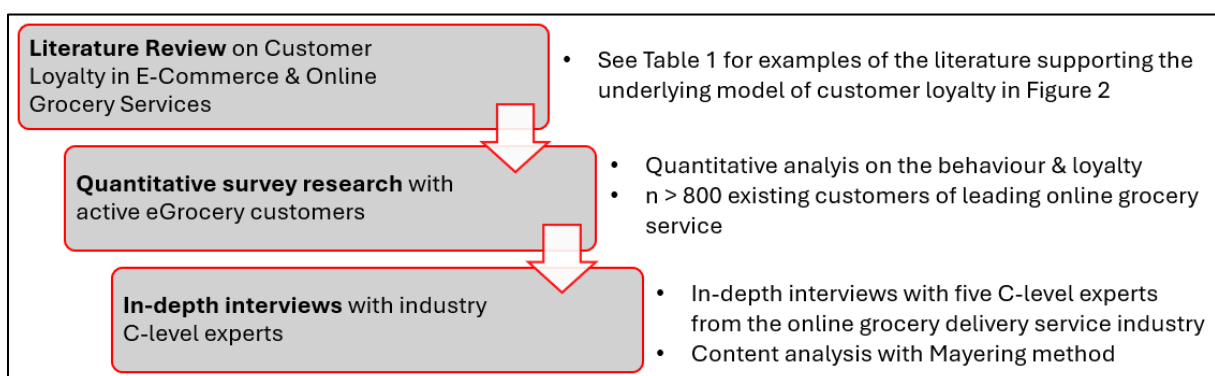 Literature Review on Customer
Loyalty in E-Commerce & Online
Grocery Services
• See Table 1 for examples of the literature supporting the
underlying model of customer loyalty in Figure 2
Quantitative survey research with
active eGrocery customers
• Quantitative analyis on the behaviour & loyalty
• n > 800 existing customers of leading online grocery
service
In-depth interviews with industry
C-level experts
• In-depth interviews with five C-level experts
from the online grocery delivery service industry
• Content analysis with Mayering method